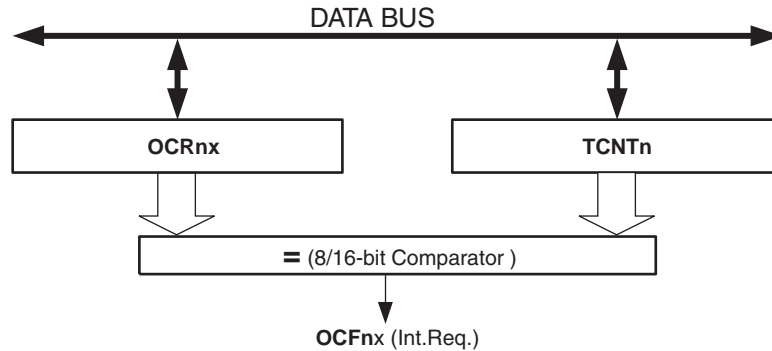 DATA BUS
OCRnx
TCNTn
= (8/16-bit Comparator )
OCFnx (Int.Req.)